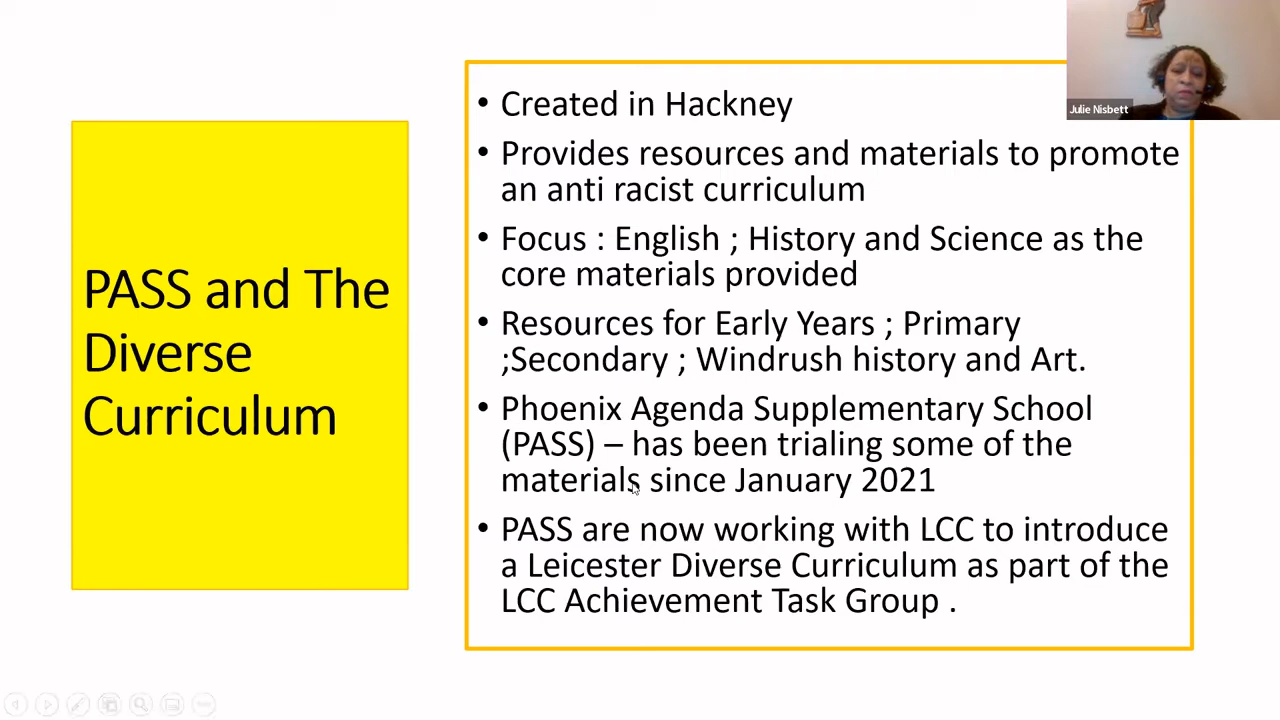 PASS and The
Diverse
Curriculum
• Created in Hackney
• Provides resources and materials to promote
an anti racist curriculum
• Focus : English ; History and Science as the
core materials provided
• Resources for Early Years ; Primary
;Secondary ; Windrush history and Art.
• Phoenix Agenda Supplementary School
(PASS) – has been trialing some of the
materials since January 2021
• PASS are now working with LCC to introduce
a Leicester Diverse Curriculum as part of the
LCC Achievement Task Group .
Julie Nisbett